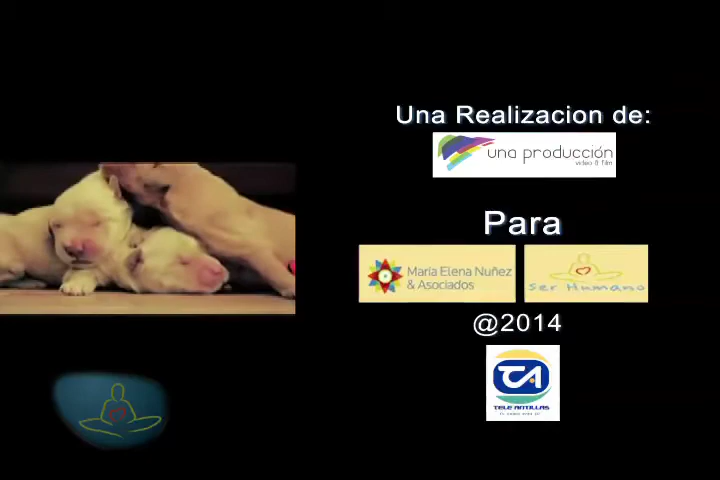 Una Realizacion de:
una producción
video & film
Para
María Elena Nuñez
& Asociados
Ser Humano
@2014
TA
TELE ANTILLAS